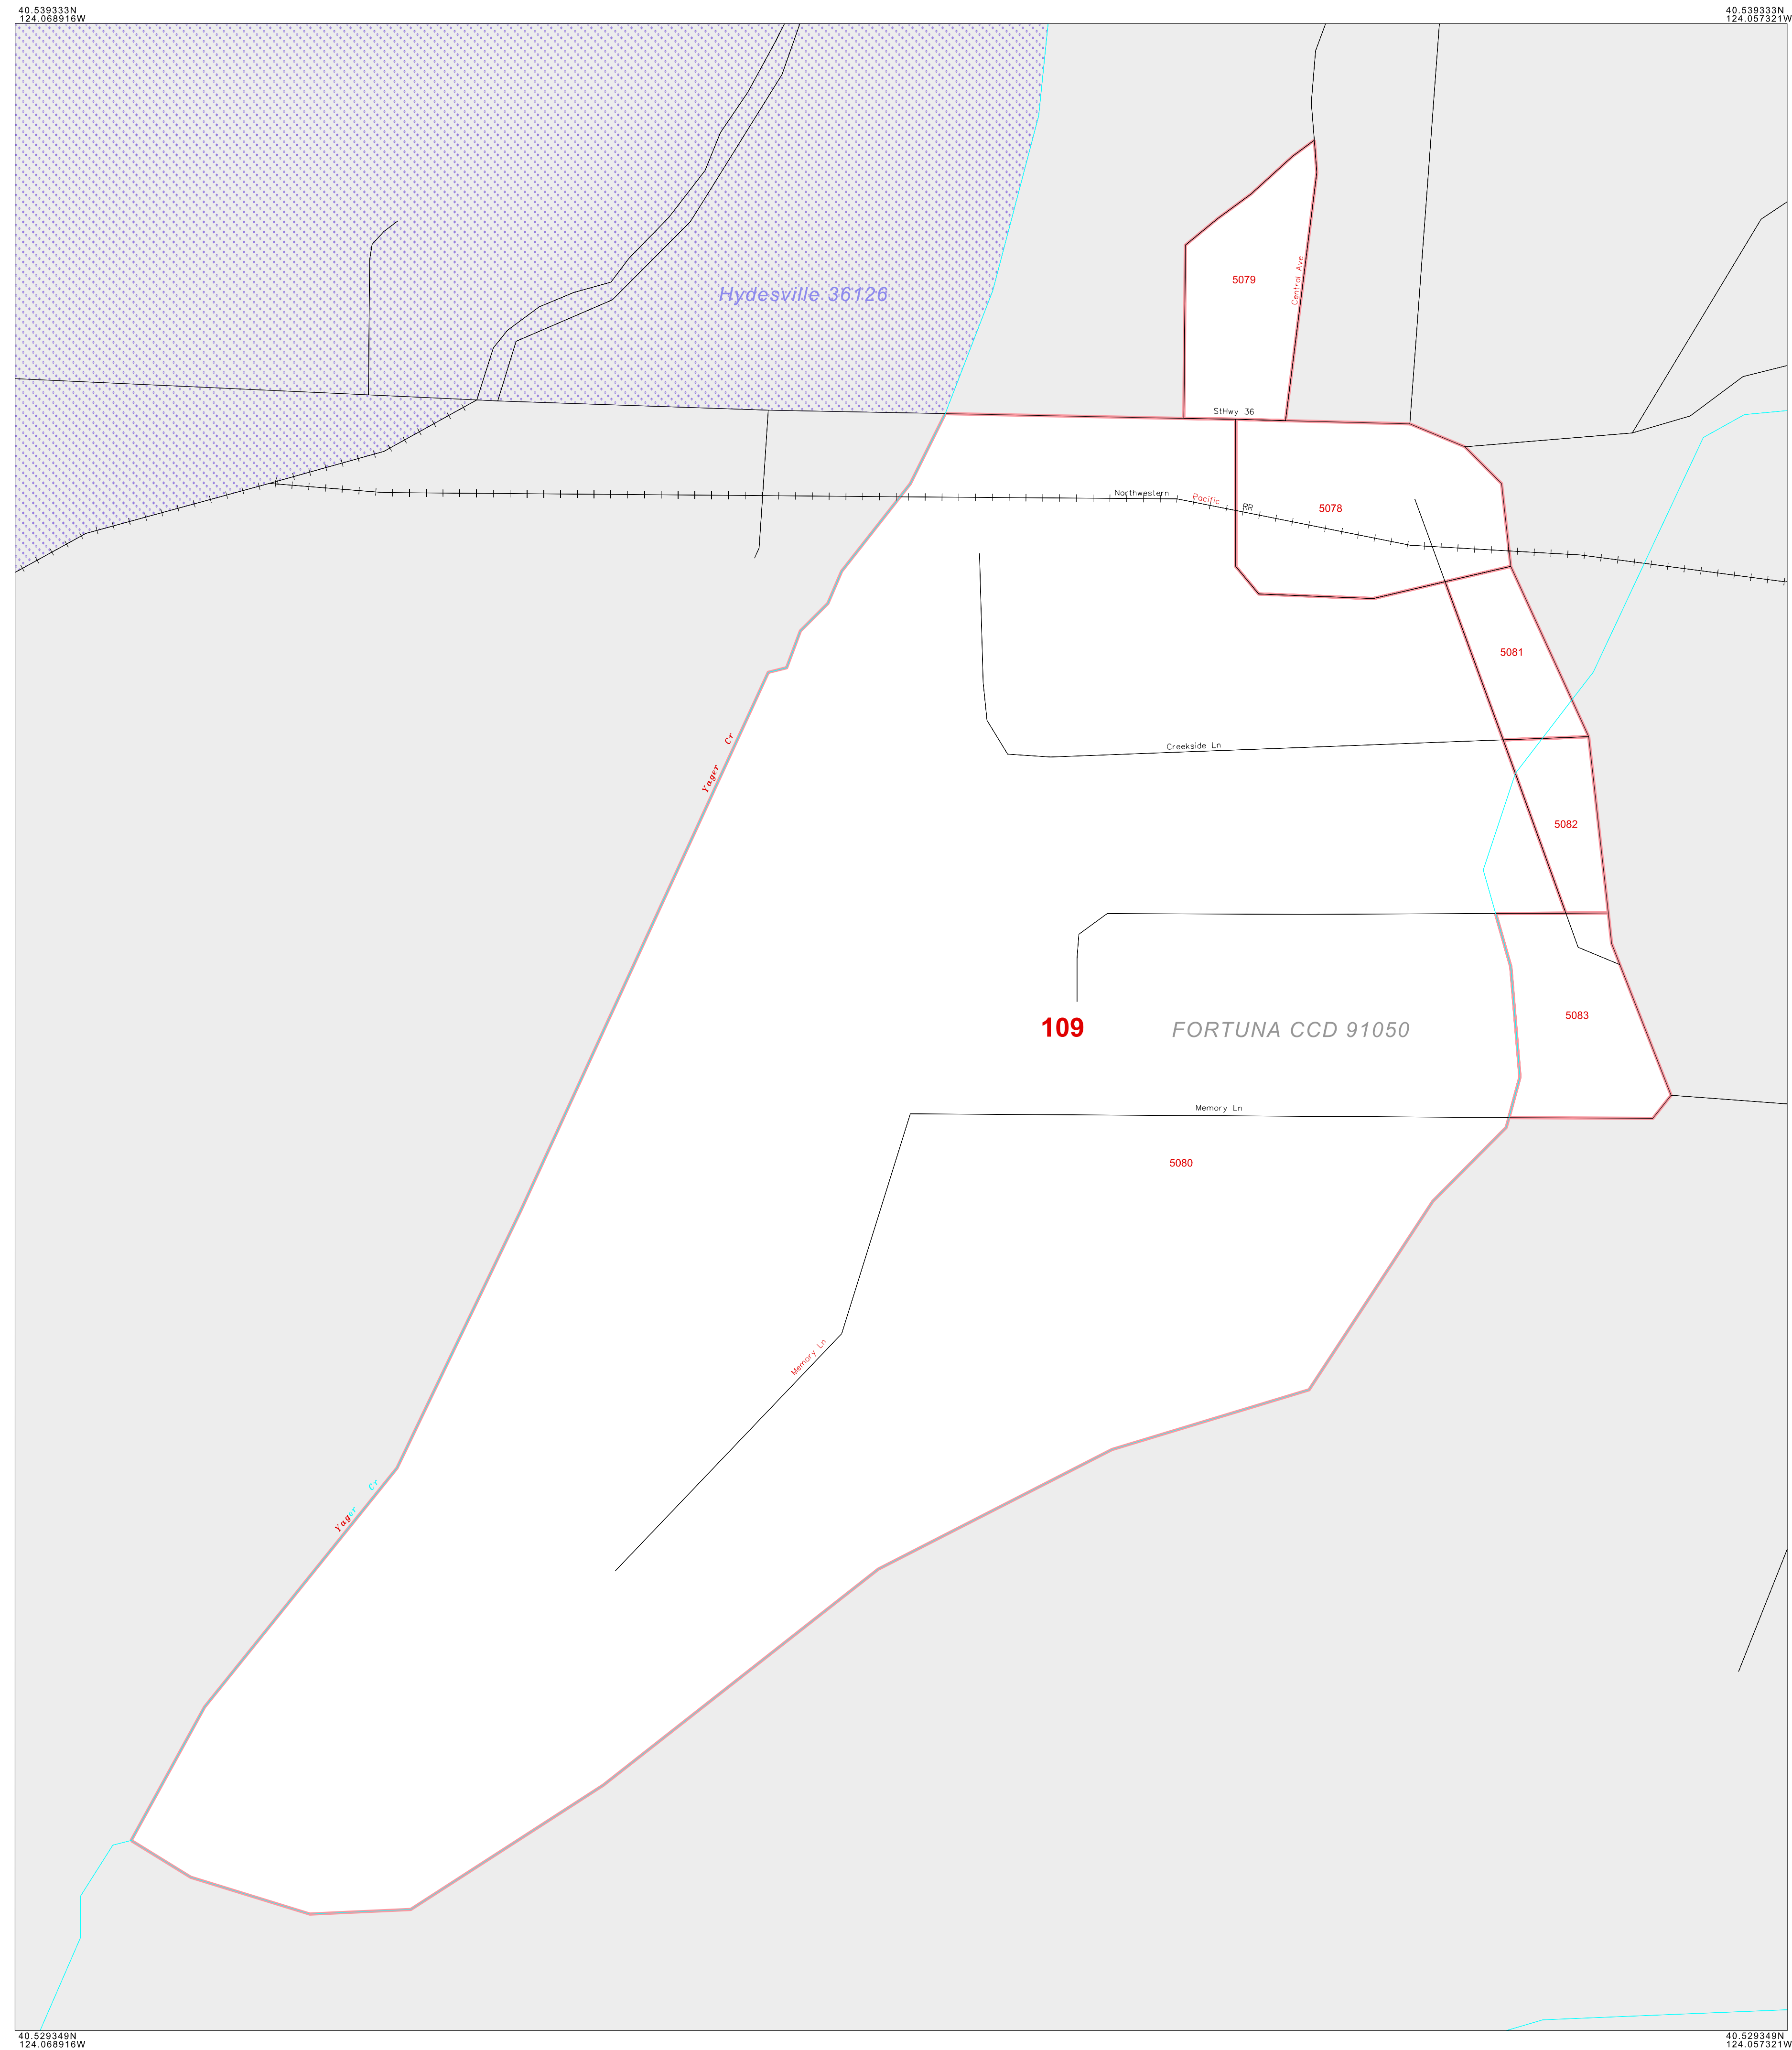 40.539333N
124.068916W
40.539333N
124.057321W
Hydesville 36126
5079
Central Ave
StHwy 36
Northwestern Pacific RR
5078
5081
Yager Cr
Creekside Ln
5082
109
FORTUNA CCD 91050
5083
Memory Ln
5080
Memory Ln
Yager Cr
40.529349N
124.068916W
40.529349N
124.057321W